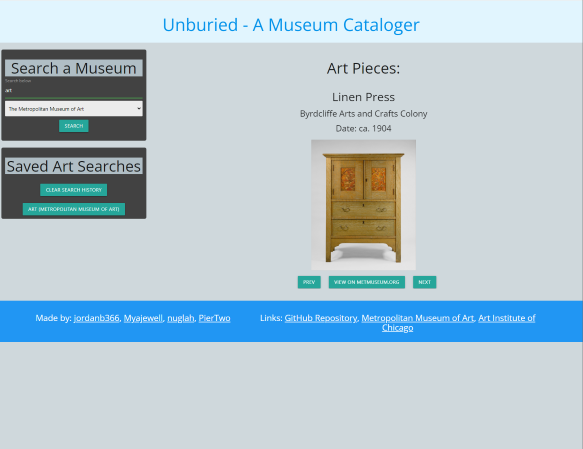 Unburied - A Museum Cataloger
Search a Museum
Search below
art
The Metropolitan Museum of Art
SEARCH
Saved Art Searches
CLEAR SEARCH HISTORY
ART (METROPOLITAN MUSEUM OF ART)
Art Pieces:
Linen Press
Byrdcliffe Arts and Crafts Colony
Date: ca. 1904
PREV
VIEW ON METMUSEUM.ORG
NEXT
Made by: jordanb366, Myajewell, nuglah, PierTwo
Links: GitHub Repository, Metropolitan Museum of Art, Art Institute of
Chicago